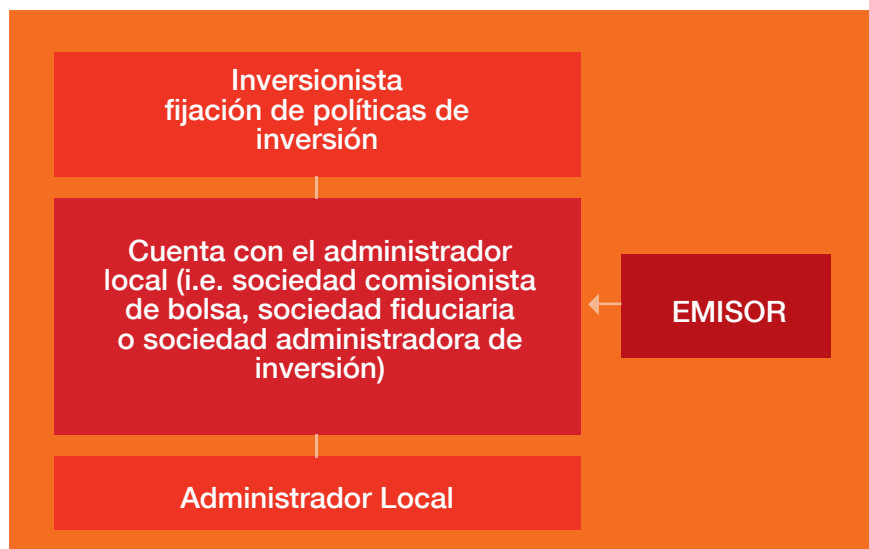 Inversionista
fijación de políticas de
inversión
Cuenta con el administrador
local (i.e. sociedad comisionista
de bolsa, sociedad fiduciaria
o sociedad administradora de
inversión)
EMISOR
Administrador Local